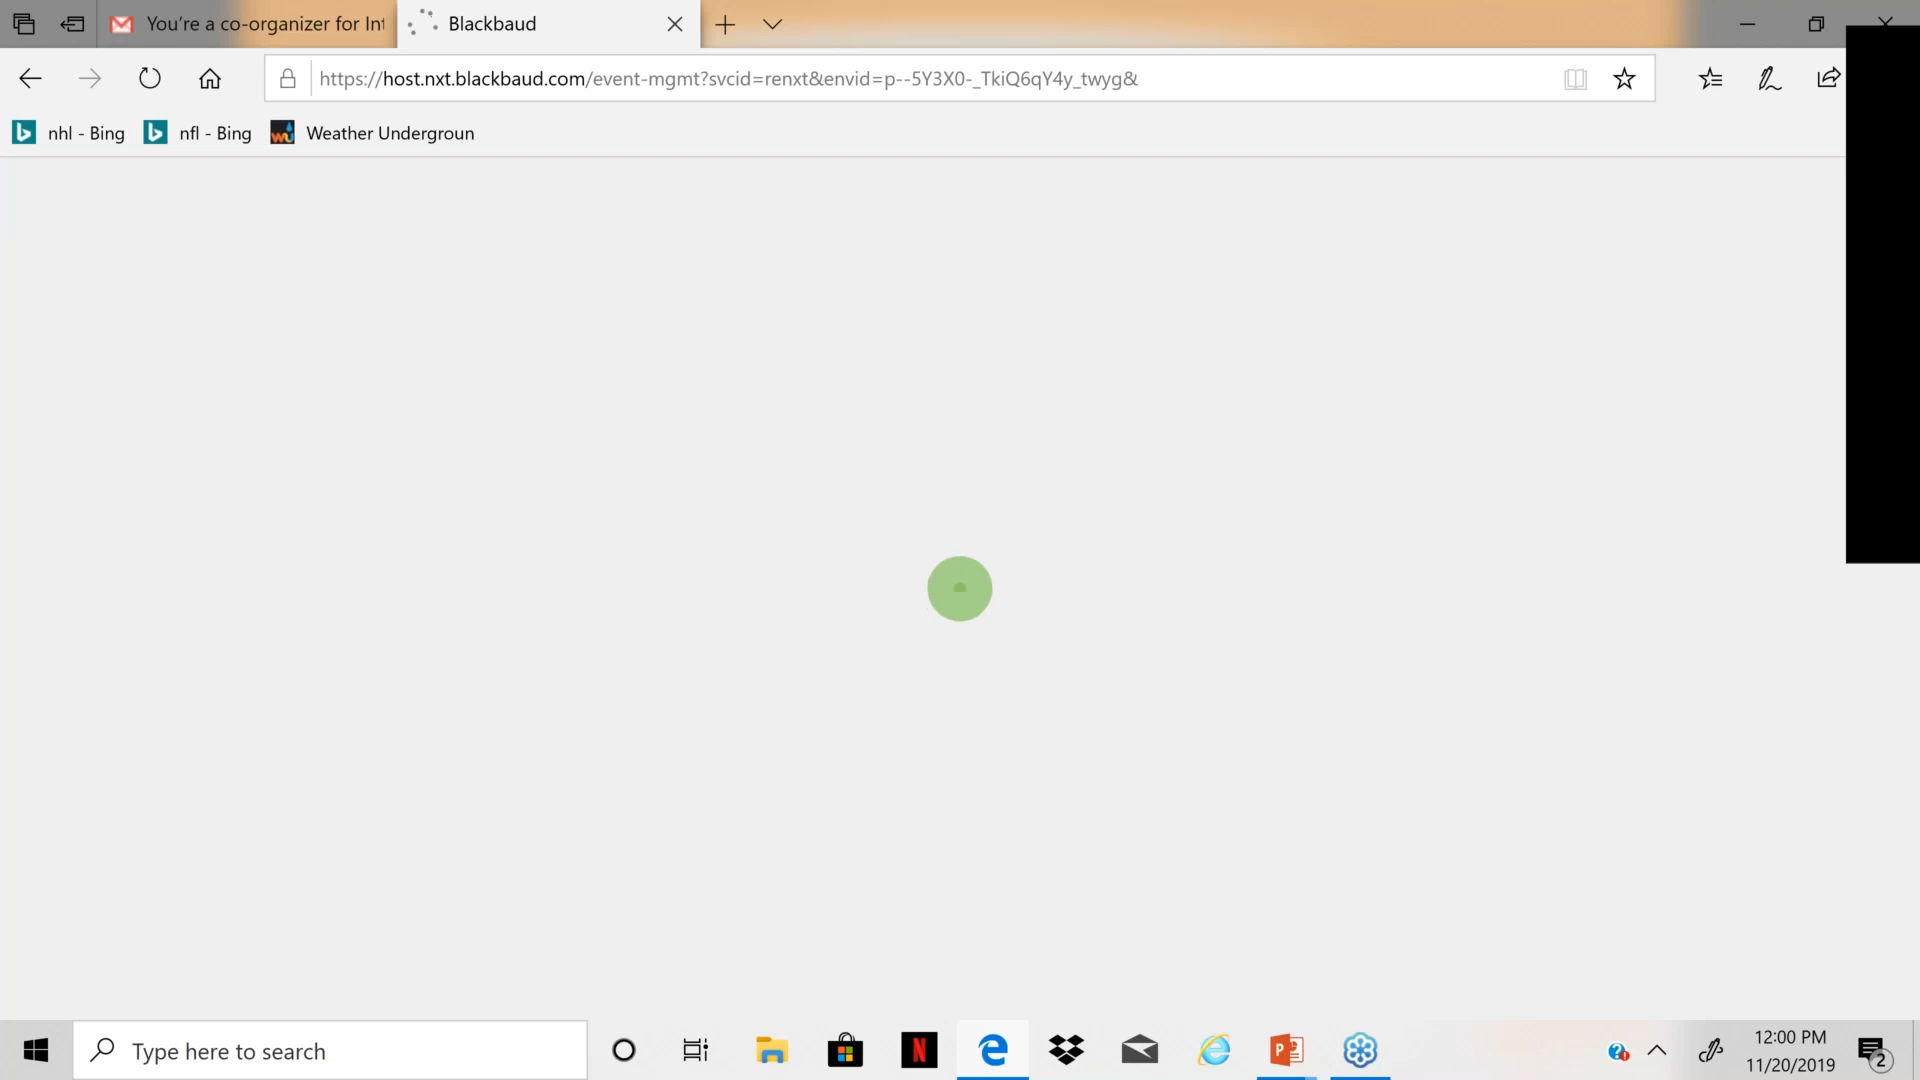 You're a co-organizer for Int
Blackbaud
https://host.nxt.blackbaud.com/event-mgmt?svcid=renxt&envid=p--5Y3X0-_TkiQ6qY4y_twyg&
nhl - Bing
nfl - Bing
Weather Undergroun
Type here to search
12:00 PM
11/20/2019
2